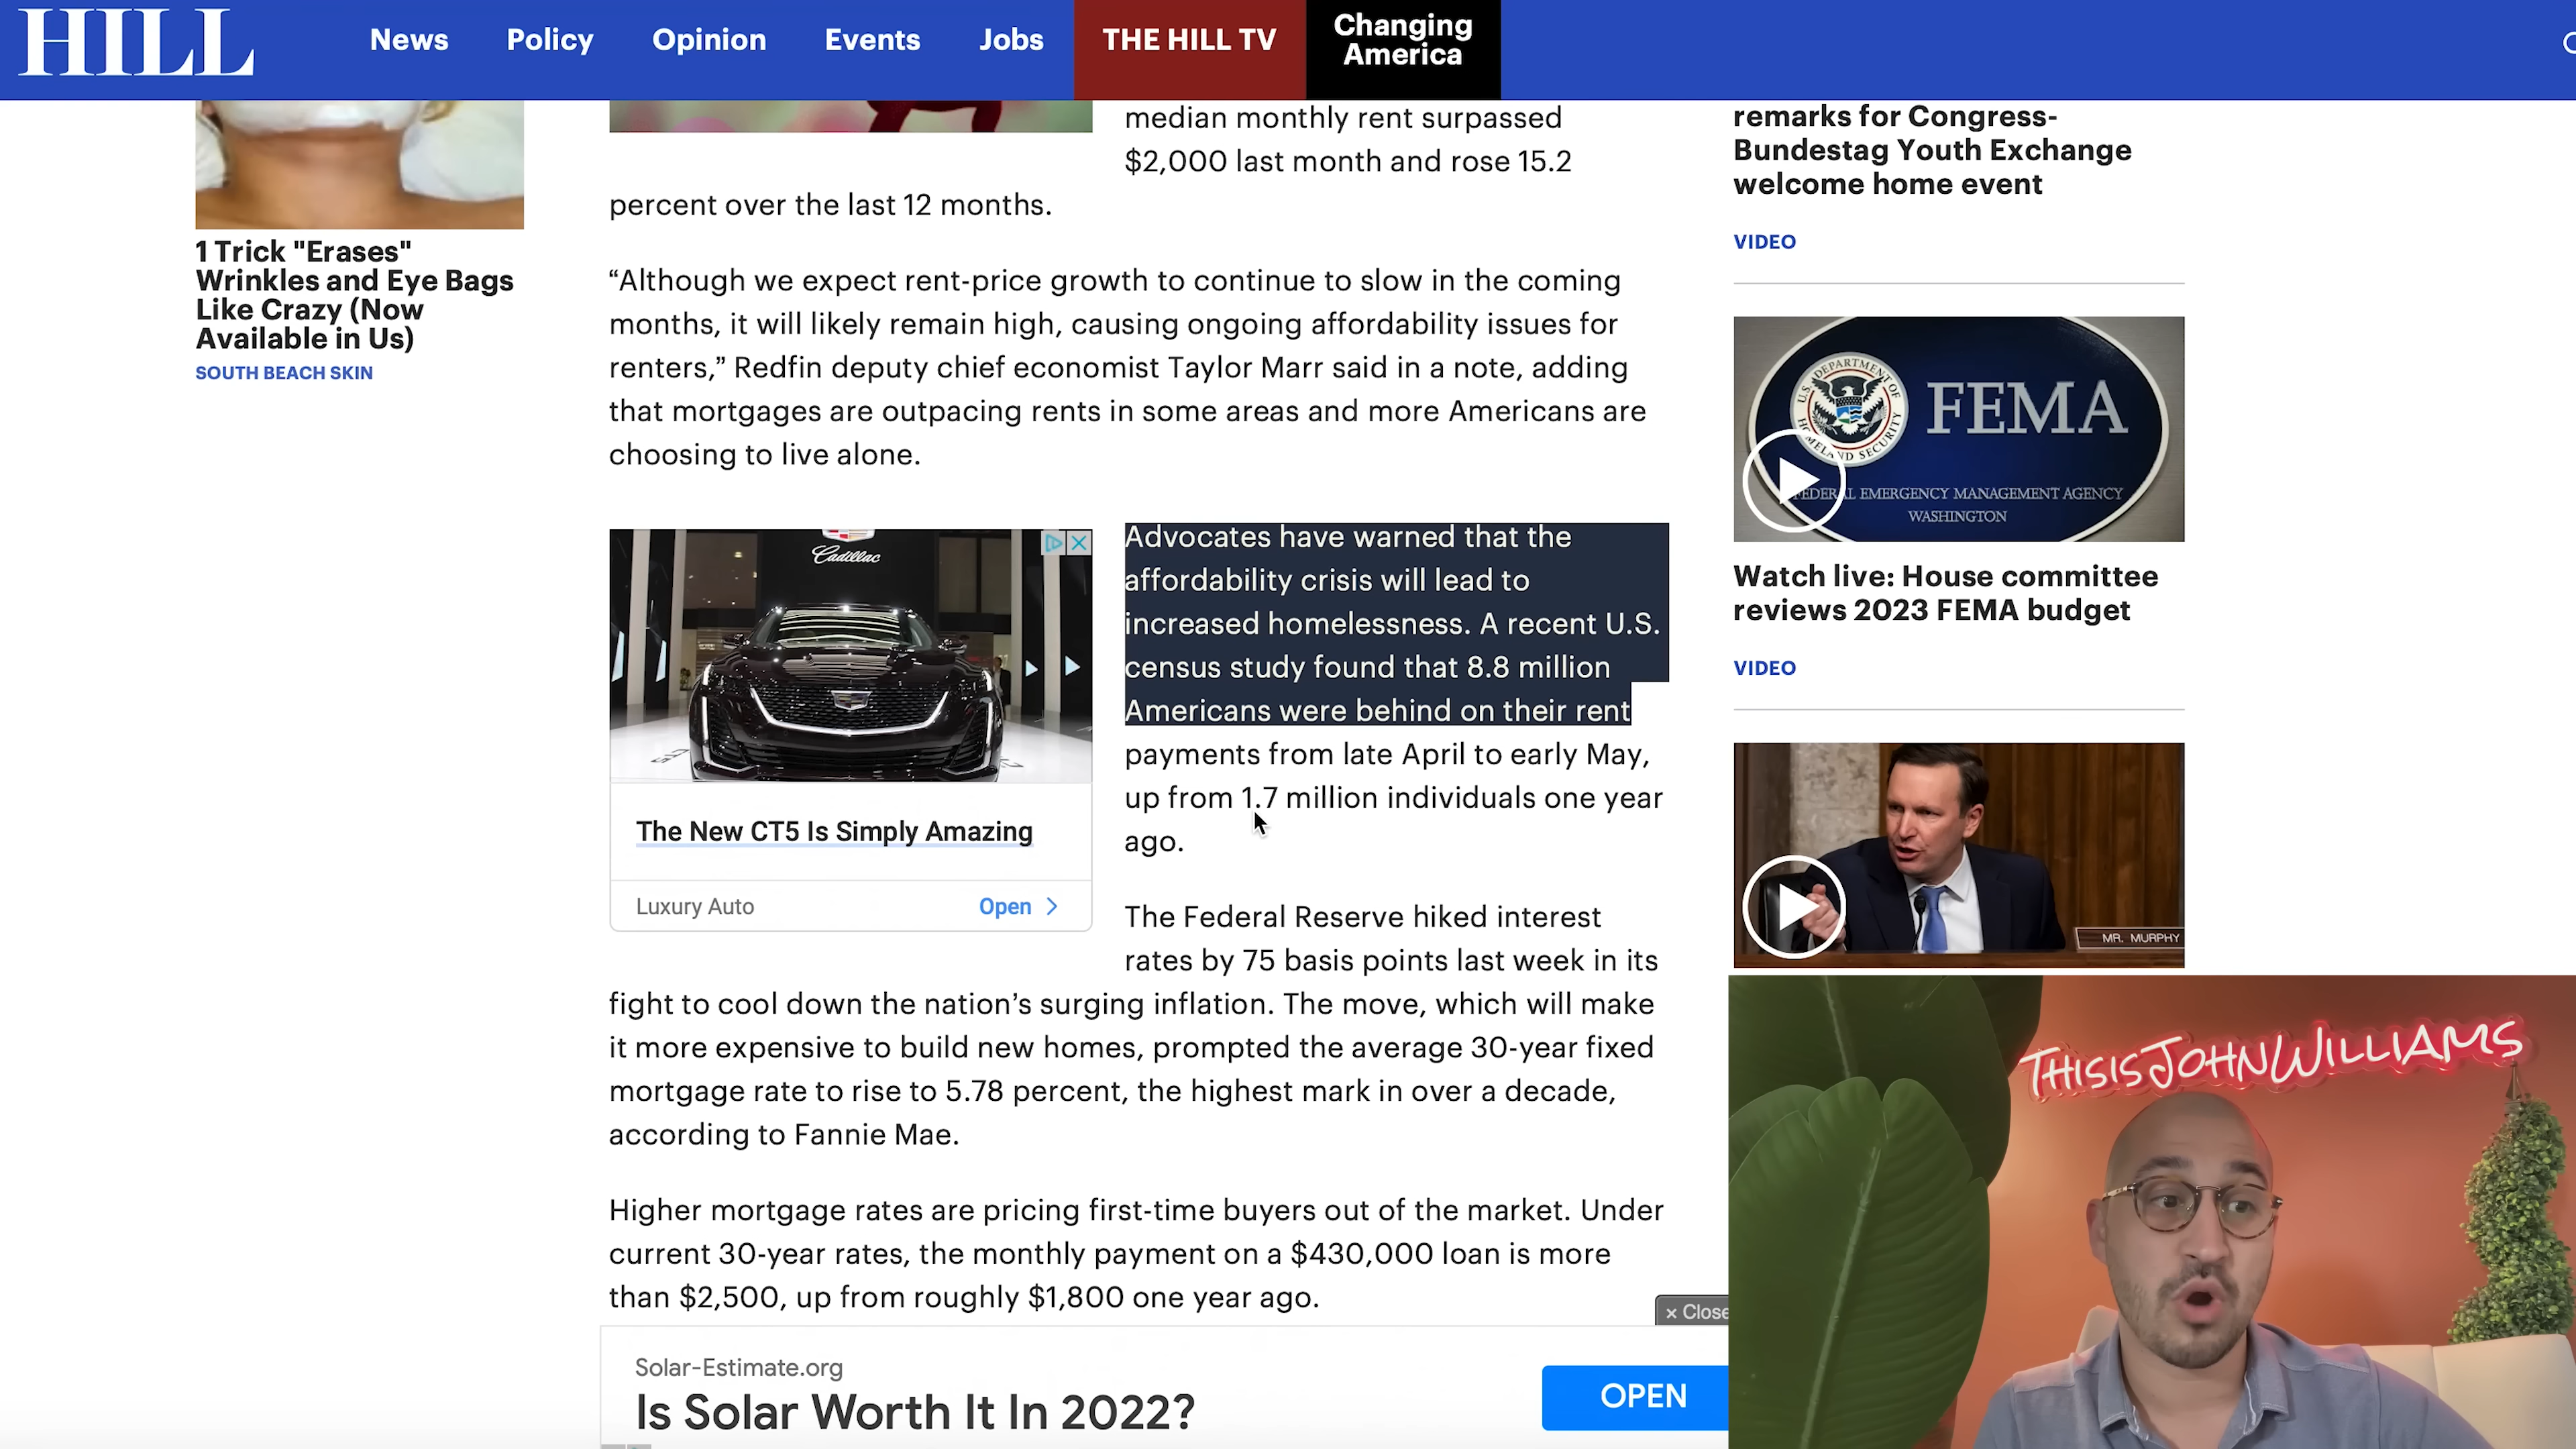 HILL
News
Policy
Opinion
Events
Jobs
THE HILL TV
Changing
America
1 Trick "Erases"
Wrinkles and Eye Bags
Like Crazy (Now
Available in Us)
SOUTH BEACH SKIN
median monthly rent surpassed
$2,000 last month and rose 15.2
percent over the last 12 months.
“Although we expect rent-price growth to continue to slow in the coming
months, it will likely remain high, causing ongoing affordability issues for
renters,” Redfin deputy chief economist Taylor Marr said in a note, adding
that mortgages are outpacing rents in some areas and more Americans are
choosing to live alone.
Cadillac
The New CT5 Is Simply Amazing
Luxury Auto
Open
Advocates have warned that the
affordability crisis will lead to
increased homelessness. A recent U.S.
census study found that 8.8 million
Americans were behind on their rent
payments from late April to early May,
up from 1.7 million individuals one year
ago.
The Federal Reserve hiked interest
rates by 75 basis points last week in its
fight to cool down the nation’s surging inflation. The move, which will make
it more expensive to build new homes, prompted the average 30-year fixed
mortgage rate to rise to 5.78 percent, the highest mark in over a decade,
according to Fannie Mae.
Higher mortgage rates are pricing first-time buyers out of the market. Under
current 30-year rates, the monthly payment on a $430,000 loan is more
than $2,500, up from roughly $1,800 one year ago.
× Close
Solar-Estimate.org
Is Solar Worth It In 2022?
OPEN
remarks for Congress-
Bundestag Youth Exchange
welcome home event
VIDEO
U.S. DEPARTMENT OF
HOMELAND SECURITY
FEMA
FEDERAL EMERGENCY MANAGEMENT AGENCY
WASHINGTON
Watch live: House committee
reviews 2023 FEMA budget
VIDEO
MR. MURPHY
THISISJOHNWILLIAMS